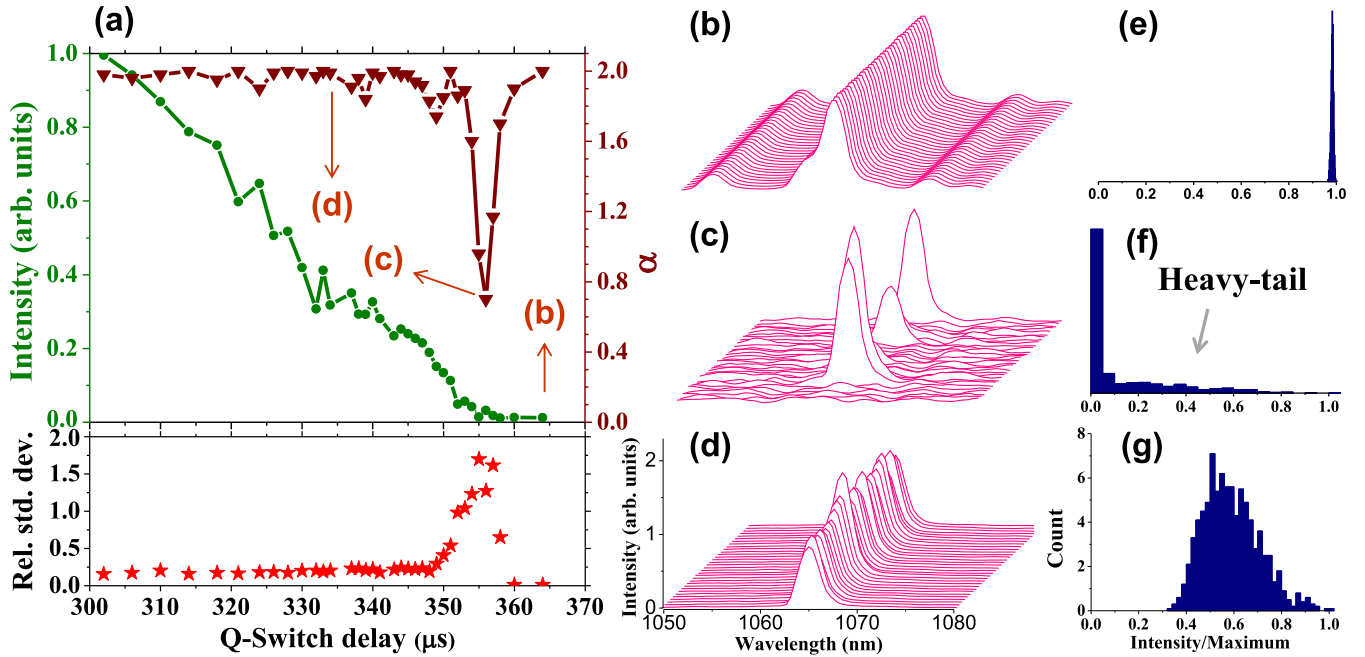 (a)
Intensity (arb. units)
1.0
0.8
0.6
0.4
0.2
0.0
2.0
1.6
1.2
0.8
0.4
0.0
α
(d)
(c)
(b)
Rel. std. dev.
2.0
1.5
1.0
0.5
0.0
300 310 320 330 340 350 360 370
Q-Switch delay (μs)
(b)
(c)
(d)
Intensity (arb. units)
2
1
0
1050 1060 1070 1080
Wavelength (nm)
(e)
0.0 0.2 0.4 0.6 0.8 1.0
(f)
Heavy-tail
0.0 0.2 0.4 0.6 0.8 1.0
(g)
Count
8
6
4
2
0
0.0 0.2 0.4 0.6 0.8 1.0
Intensity/Maximum